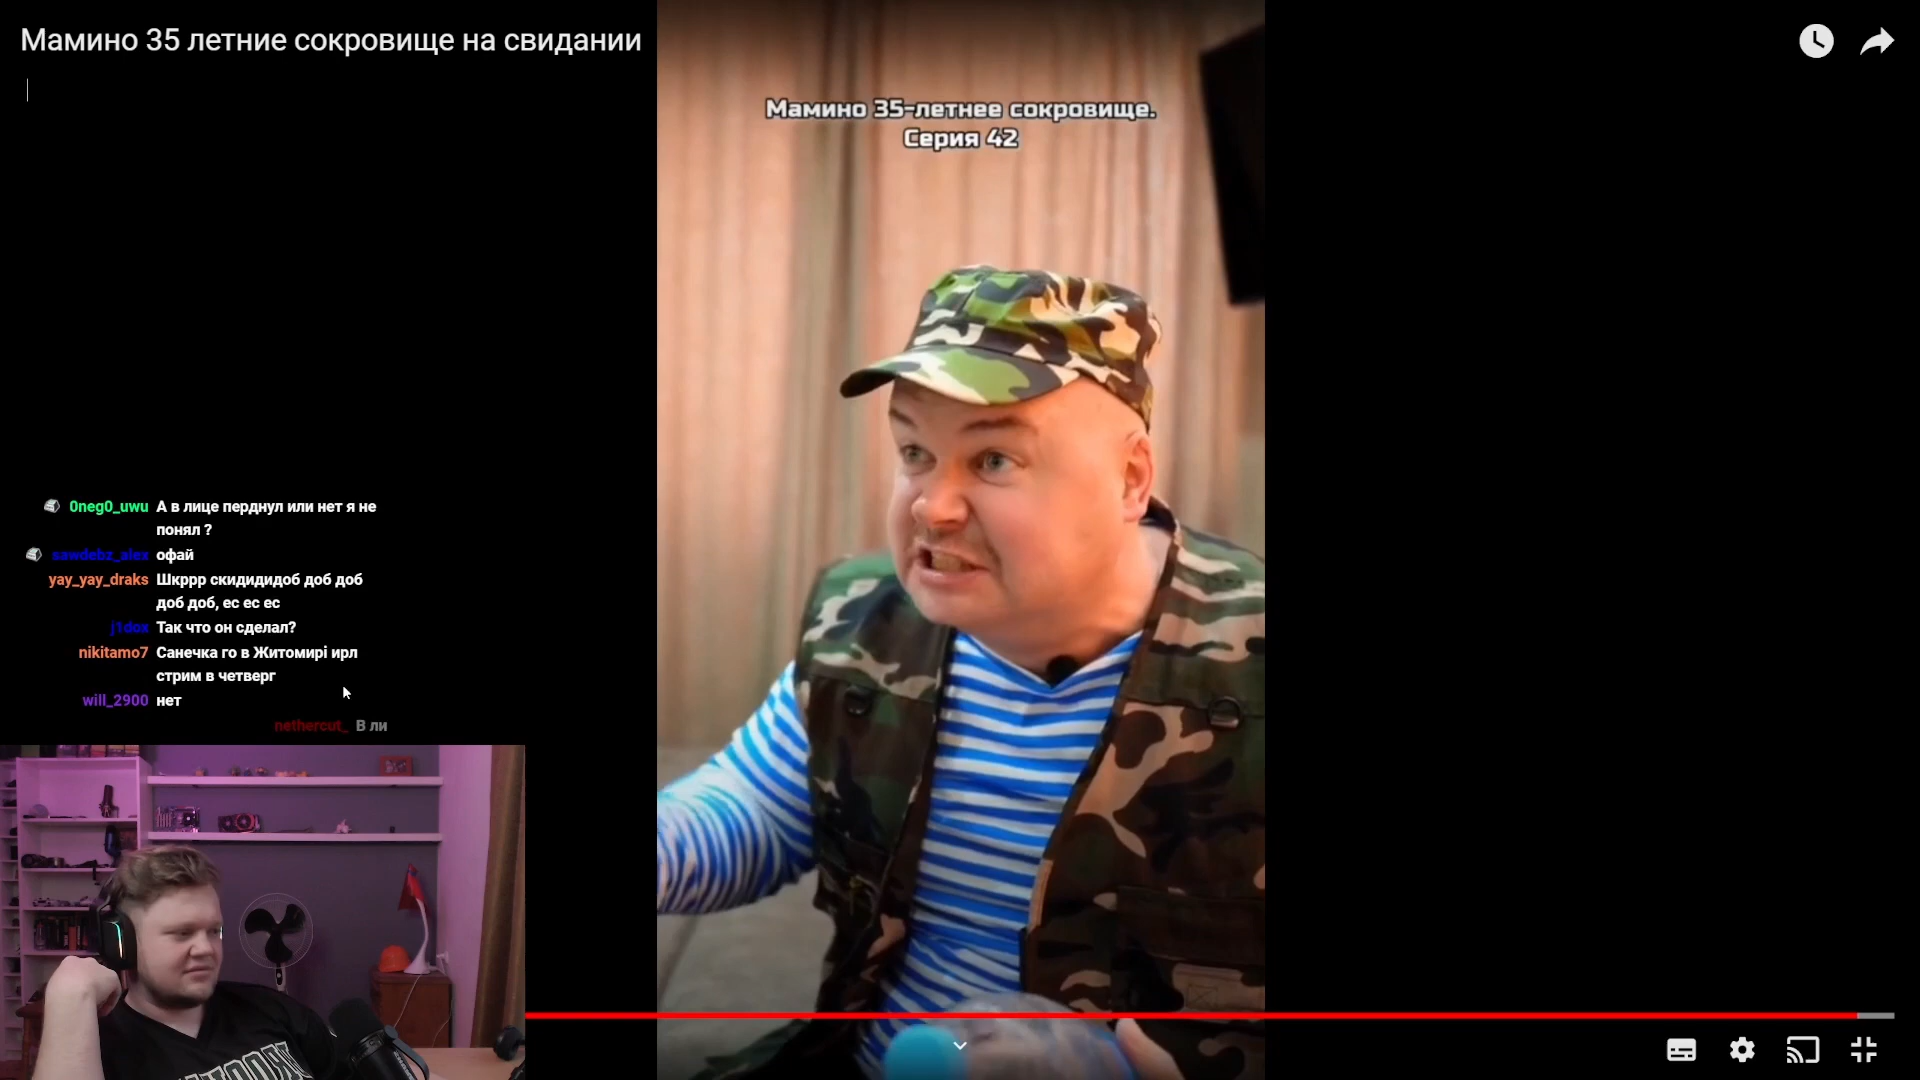 Мамино 35 летние сокровище на свидании
Мамино 35-летнее сокровище.
Серия 42
0neg0_uwu А в лице перднул или нет я не
понял ?
sawdebz_alex офай
yay_yay_draks Шкррр скидидидоб доб доб
доб доб, ес ес ес
j1dox Так что он сделал?
nikitamo7 Санечка го в Житомирі ирл
стрим в четверг
will_2900 нет
nethercut_ В ли